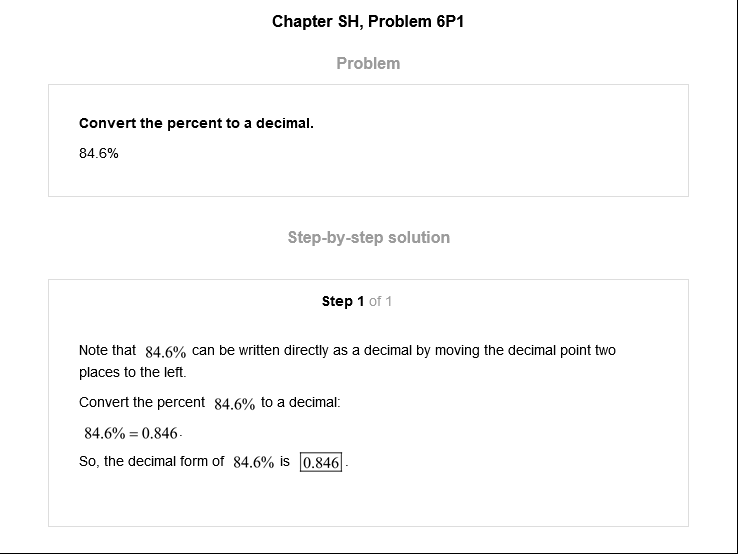 Chapter SH, Problem 6P1
Problem
Convert the percent to a decimal.
84.6%
Step-by-step solution
Step 1 of 1
Note that 84.6% can be written directly as a decimal by moving the decimal point two
places to the left.
Convert the percent 84.6% to a decimal:
84.6% = 0.846.
So, the decimal form of 84.6% is 0.846.